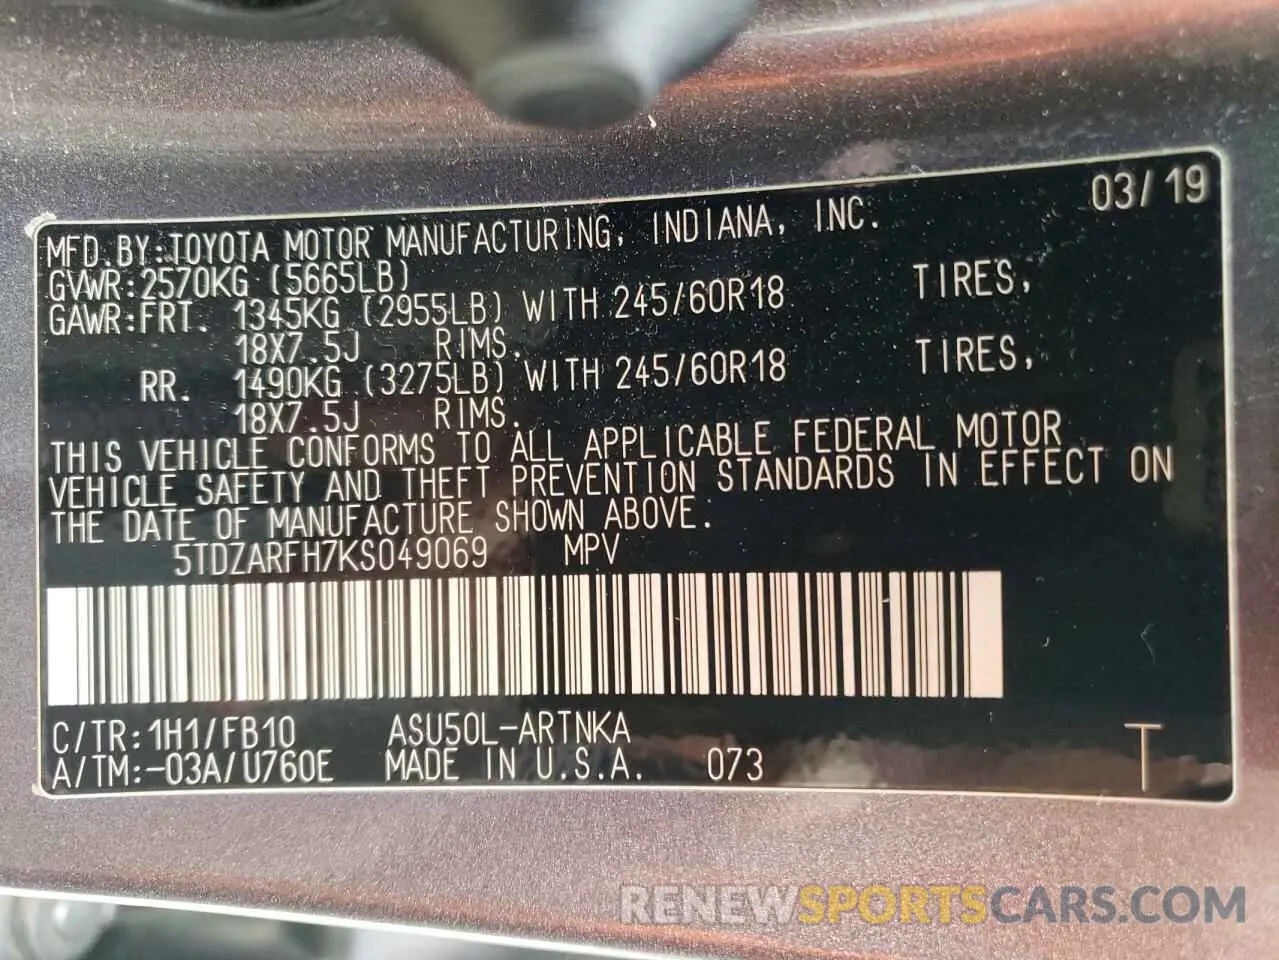 03/19
MFD.BY:TOYOTA MOTOR MANUFACTURING, INDIANA, INC.
GVWR:2570KG (5665LB)
GAWR:FRT. 1345KG (2955LB) WITH 245/60R18 TIRES,
18X7.5J RIMS.
RR. 1490KG (3275LB) WITH 245/60R18 TIRES,
18X7.5J RIMS.
THIS VEHICLE CONFORMS TO ALL APPLICABLE FEDERAL MOTOR
VEHICLE SAFETY AND THEFT PREVENTION STANDARDS IN EFFECT ON
THE DATE OF MANUFACTURE SHOWN ABOVE.
5TDZARFH7KS049069 MPV
C/TR:1H1/FB10 ASU50L-ARTNKA
A/TM:-03A/U760E MADE IN U.S.A. 073 T
RENEWSPORTSCARS.COM